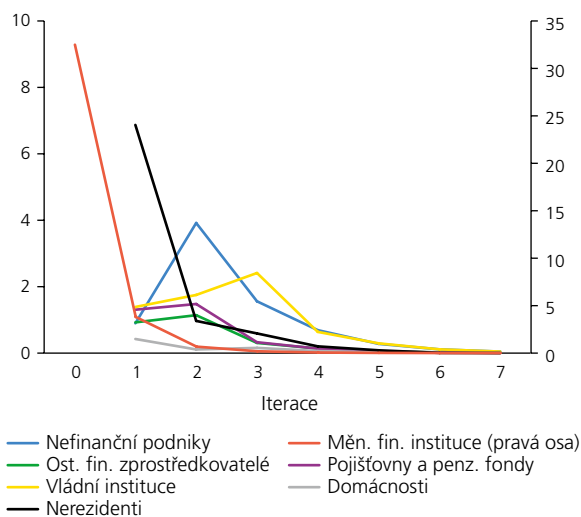 10
8
6
4
2
0
35
30
25
20
15
10
5
0
0 1 2 3 4 5 6 7
Iterace
Nefinanční podniky
Měn. fin. instituce (pravá osa)
Ost. fin. zprostředkovatelé
Pojišťovny a penz. fondy
Vládní instituce
Domácnosti
Nerezidenti